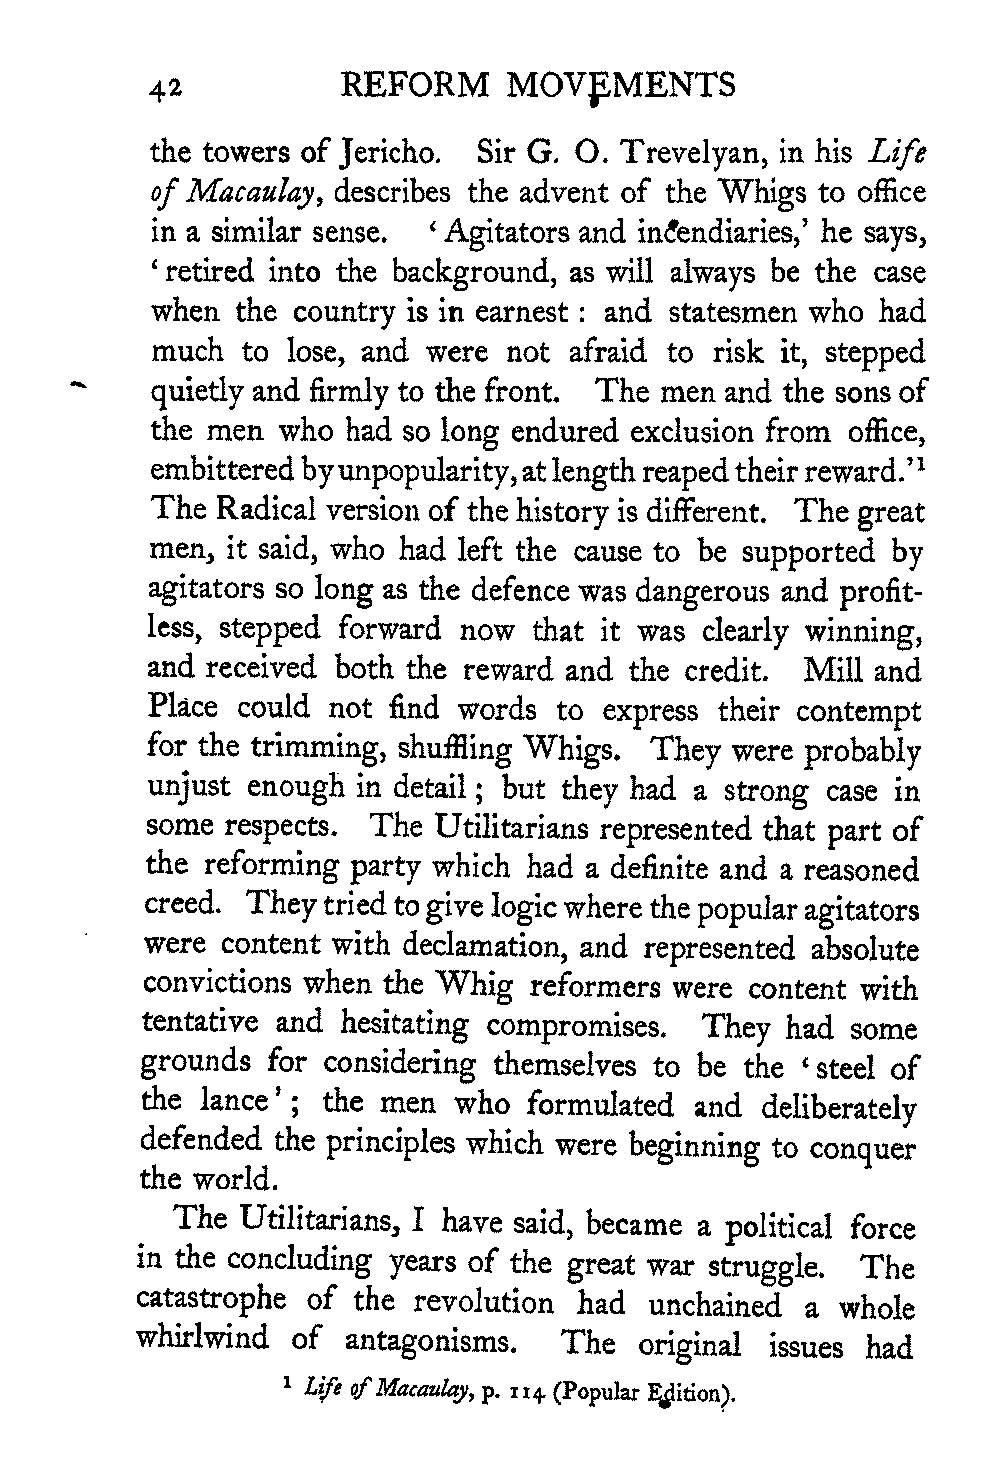 42 REFORM MOVEMENTS
the towers of Jericho. Sir G. O. Trevelyan, in his Life
of Macaulay, describes the advent of the Whigs to office
in a similar sense. ‘Agitators and incendiaries,’ he says,
‘retired into the background, as will always be the case
when the country is in earnest : and statesmen who had
much to lose, and were not afraid to risk it, stepped
quietly and firmly to the front. The men and the sons of
the men who had so long endured exclusion from office,
embittered by unpopularity, at length reaped their reward.’¹
The Radical version of the history is different. The great
men, it said, who had left the cause to be supported by
agitators so long as the defence was dangerous and profit-
less, stepped forward now that it was clearly winning,
and received both the reward and the credit. Mill and
Place could not find words to express their contempt
for the trimming, shuffling Whigs. They were probably
unjust enough in detail ; but they had a strong case in
some respects. The Utilitarians represented that part of
the reforming party which had a definite and a reasoned
creed. They tried to give logic where the popular agitators
were content with declamation, and represented absolute
convictions when the Whig reformers were content with
tentative and hesitating compromises. They had some
grounds for considering themselves to be the ‘steel of
the lance’ ; the men who formulated and deliberately
defended the principles which were beginning to conquer
the world.
The Utilitarians, I have said, became a political force
in the concluding years of the great war struggle. The
catastrophe of the revolution had unchained a whole
whirlwind of antagonisms. The original issues had
¹ Life of Macaulay, p. 114 (Popular Edition).